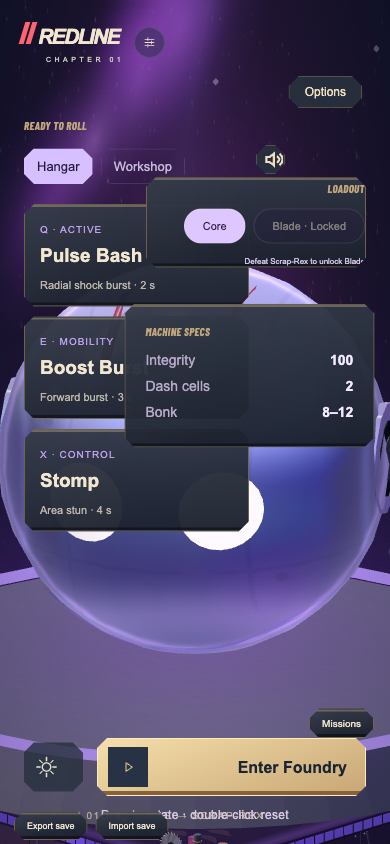 REDLINE
CHAPTER 01
Options
READY TO ROLL
Hangar
Workshop
LOADOUT
Q · ACTIVE
Pulse Bash
Radial shock burst · 2 s
Core
Blade · Locked
Defeat Scrap-Rex to unlock Blade
E · MOBILITY
Boost Bu
Forward burst · 3
MACHINE SPECS
Integrity 100
Dash cells 2
Bonk 8–12
X · CONTROL
Stomp
Area stun · 4 s
Missions
Enter Foundry
double-click reset
Export save
Import save